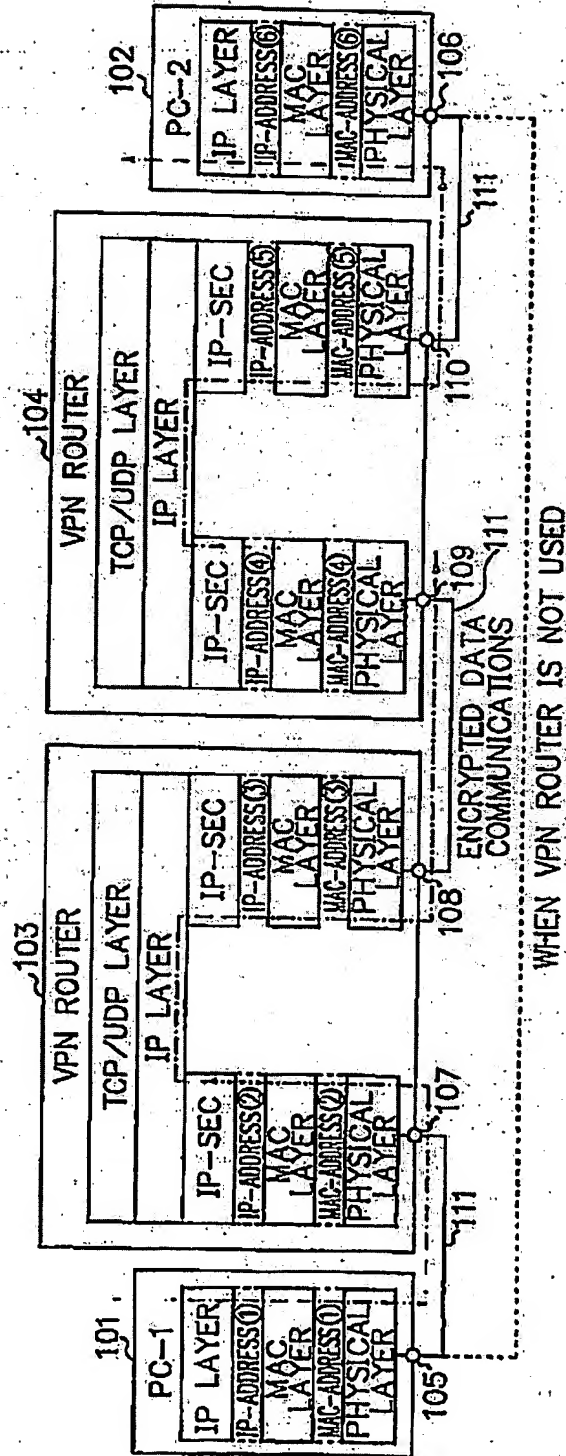 101
PC-1
IP LAYER
IP-ADDRESS(1)
MAC
LAYER
MAC-ADDRESS(1)
PHYSICAL
LAYER
105
103
VPN ROUTER
TCP/UDP LAYER
IP LAYER
IP-SEC
IP-ADDRESS(2)
MAC
LAYER
MAC-ADDRESS(2)
PHYSICAL
LAYER
107
111
IP-SEC
IP-ADDRESS(3)
MAC
LAYER
MAC-ADDRESS(3)
PHYSICAL
LAYER
108
104
VPN ROUTER
TCP/UDP LAYER
IP LAYER
IP-SEC
IP-ADDRESS(4)
MAC
LAYER
MAC-ADDRESS(4)
PHYSICAL
LAYER
109
111
ENCRYPTED DATA
COMMUNICATIONS
IP-SEC
IP-ADDRESS(5)
MAC
LAYER
MAC-ADDRESS(5)
PHYSICAL
LAYER
110
102
PC-2
IP LAYER
IP-ADDRESS(6)
MAC
LAYER
MAC-ADDRESS(6)
PHYSICAL
LAYER
106
111
WHEN VPN ROUTER IS NOT USED